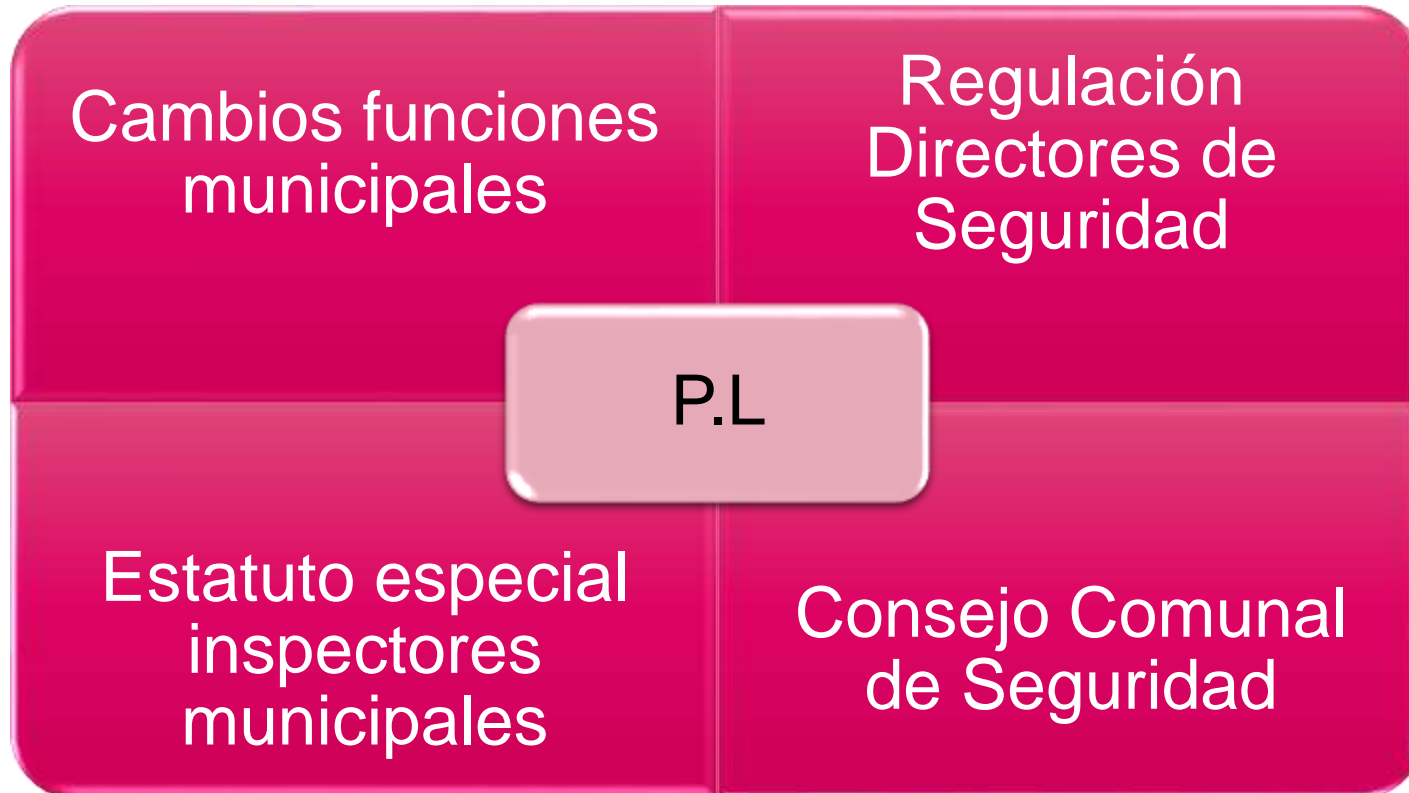 Cambios funciones
municipales
Regulación
Directores de
Seguridad
P.L
Estatuto especial
inspectores
municipales
Consejo Comunal
de Seguridad